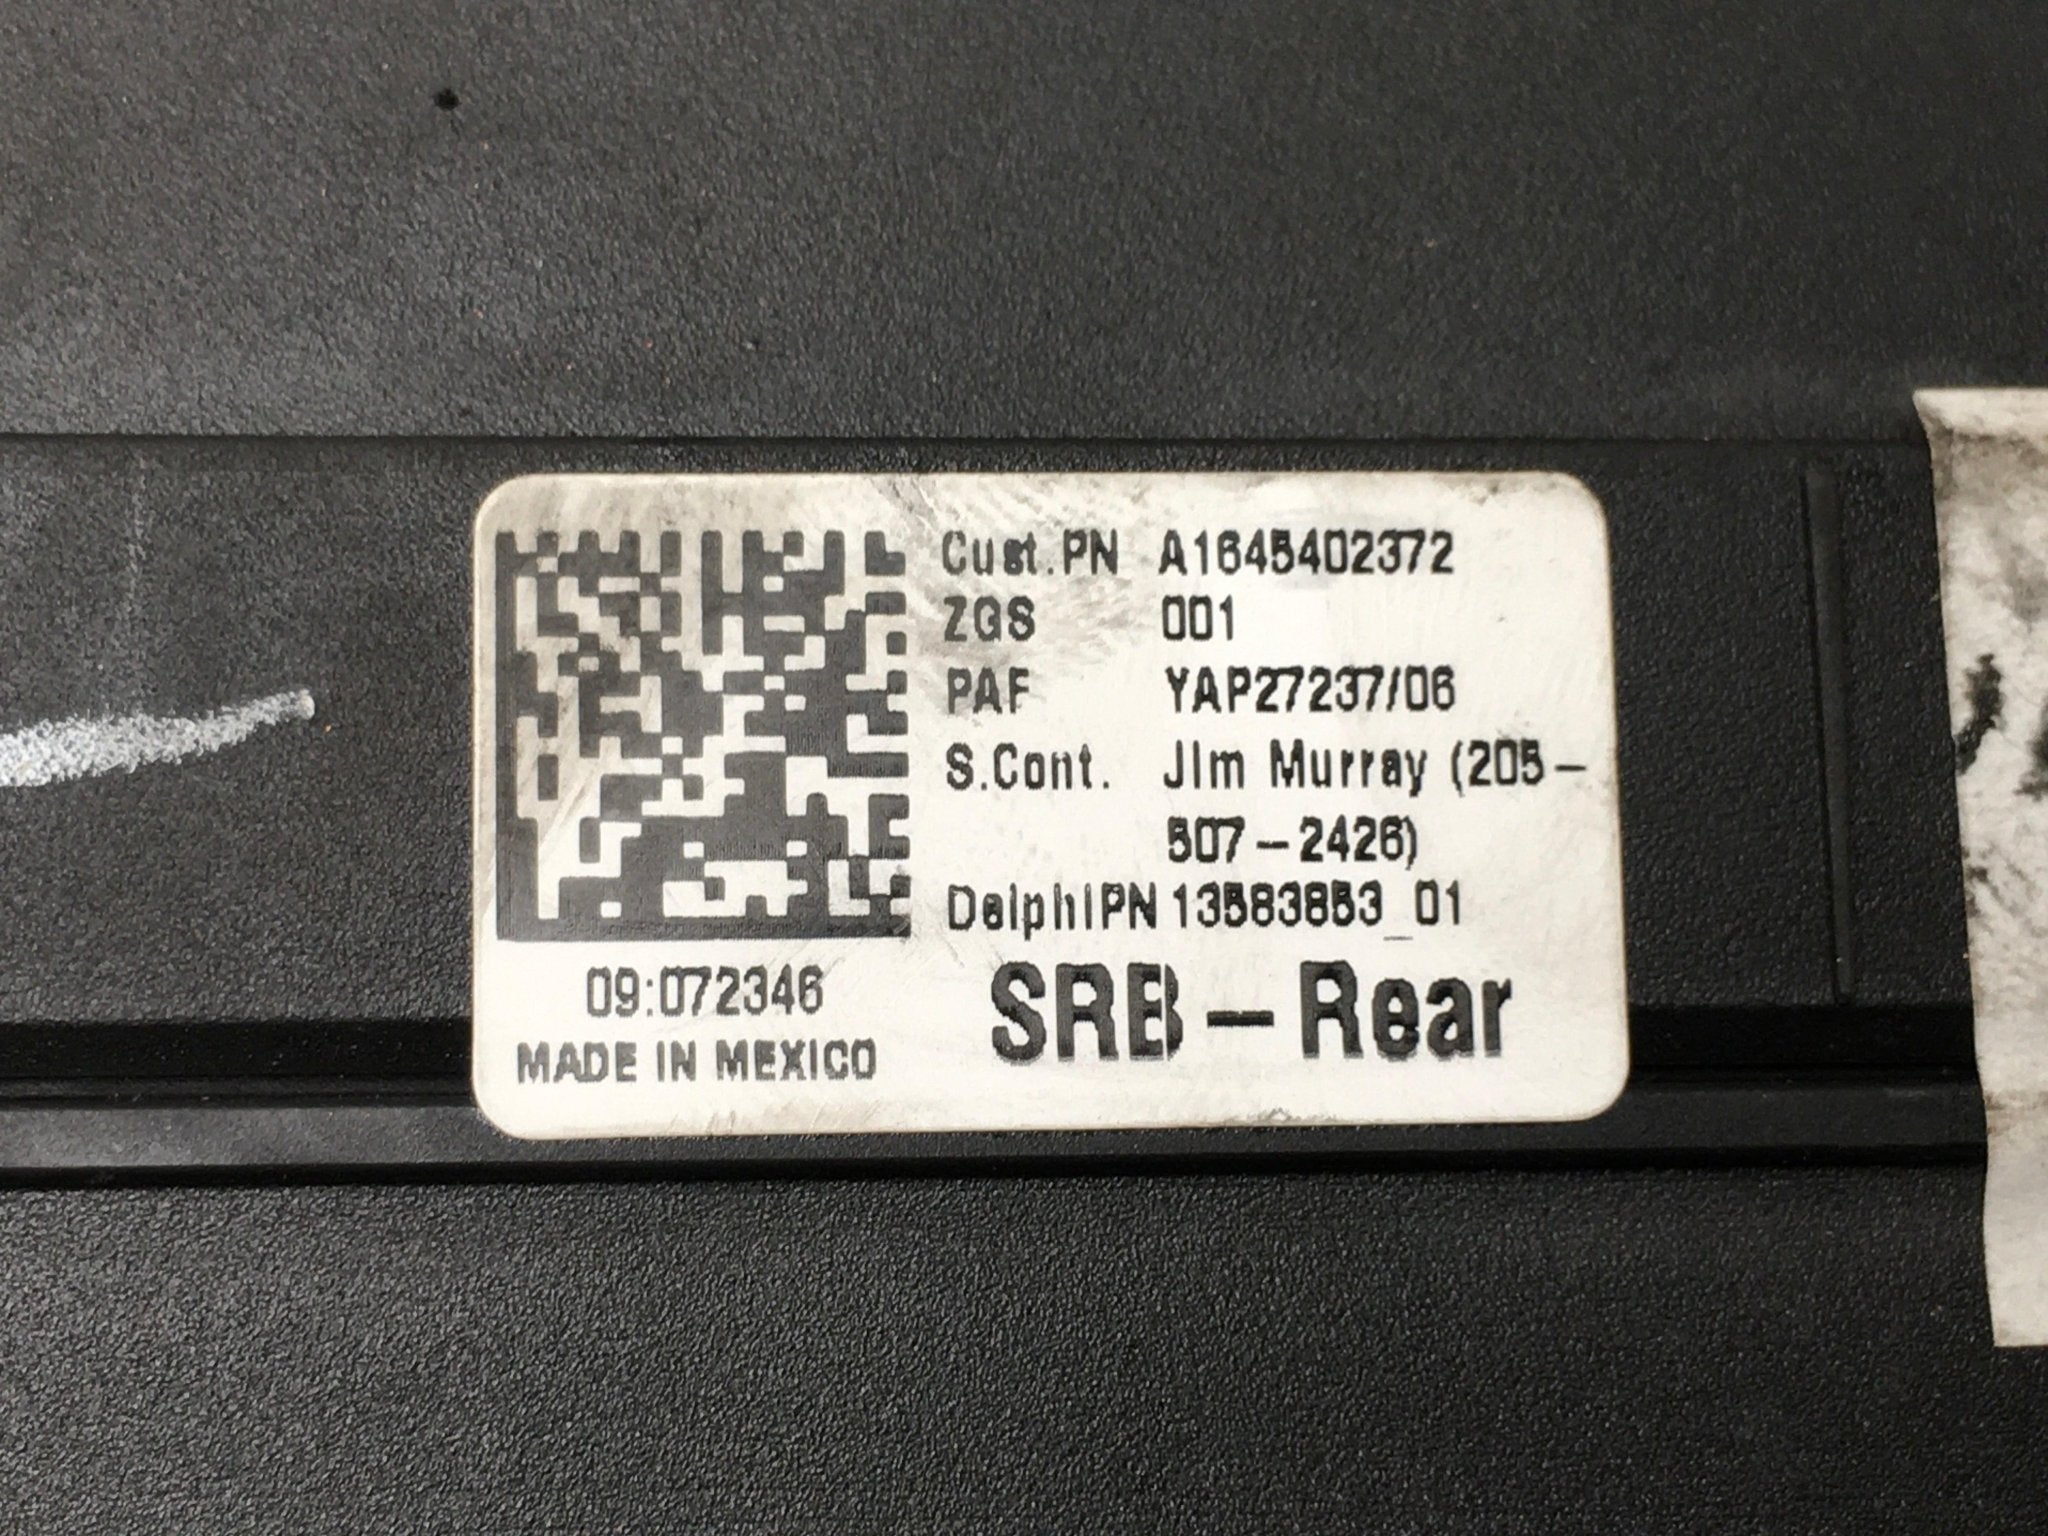 Cust.PN A1645402372
ZGS 001
PAF YAP27237/06
S.Cont. Jim Murray (205-
507-2426)
DelphiPN 13583853_01
09:072346
MADE IN MEXICO
SRB-Rear